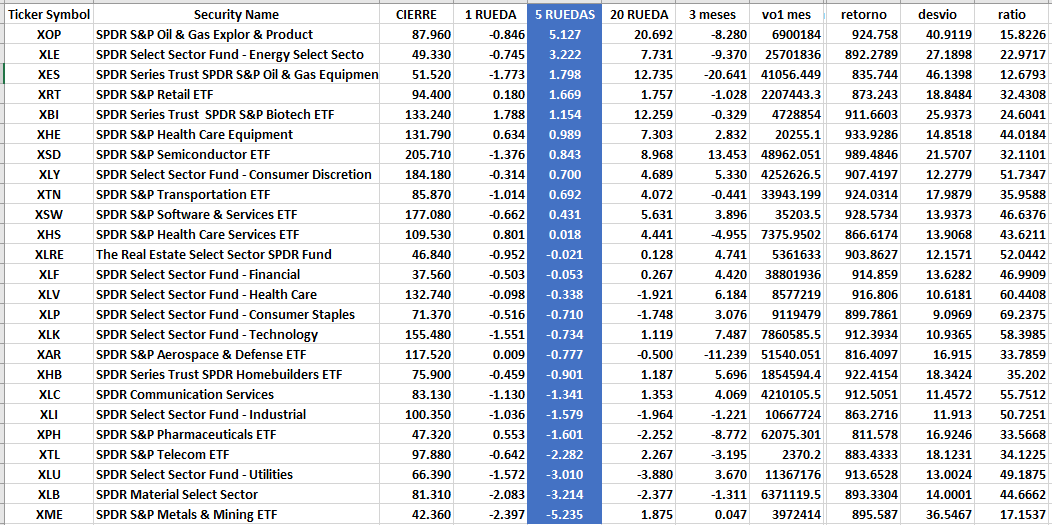 Ticker Symbol Security Name CIERRE 1 RUEDA 5 RUEDAS 20 RUEDA 3 meses vo1 mes retorno desvio ratio
XOP SPDR S&P Oil & Gas Explor & Product 87.960 -0.846 5.127 20.692 -8.280 6900184 924.758 40.9119 15.8226
XLE SPDR Select Sector Fund - Energy Select Secto 49.330 -0.745 3.222 7.731 -9.370 25701836 892.2789 27.1898 22.9717
XES SPDR Series Trust SPDR S&P Oil & Gas Equipmen 51.520 -1.773 1.798 12.735 -20.641 41056.449 835.744 46.1398 12.6793
XRT SPDR S&P Retail ETF 94.400 0.180 1.669 1.757 -1.028 2207443.3 873.243 18.8484 32.4308
XBI SPDR Series Trust SPDR S&P Biotech ETF 133.240 1.788 1.154 12.259 -0.329 4728854 911.6603 25.9373 24.6041
XHE SPDR S&P Health Care Equipment 131.790 0.634 0.989 7.303 2.832 20255.1 933.9286 14.8518 44.0184
XSD SPDR S&P Semiconductor ETF 205.710 -1.376 0.843 8.968 13.453 48962.051 989.4846 21.5707 32.1101
XLY SPDR Select Sector Fund - Consumer Discretion 184.180 -0.314 0.700 4.689 5.330 4252626.5 907.4197 12.2779 51.7347
XTN SPDR S&P Transportation ETF 85.870 -1.014 0.692 4.072 -0.441 33943.199 924.0314 17.9879 35.9588
XSW SPDR S&P Software & Services ETF 177.080 -0.662 0.431 5.631 3.896 35203.5 928.5734 13.9373 46.6376
XHS SPDR S&P Health Care Services ETF 109.530 0.801 0.018 4.441 -4.955 7375.9502 866.6174 13.9068 43.6211
XLRE The Real Estate Select Sector SPDR Fund 46.840 -0.952 -0.021 0.128 4.741 5361633 903.8627 12.1571 52.0442
XLF SPDR Select Sector Fund - Financial 37.560 -0.503 -0.053 0.267 4.420 38801936 914.859 13.6282 46.9909
XLV SPDR Select Sector Fund - Health Care 132.740 -0.098 -0.338 -1.921 6.184 8577219 916.806 10.6181 60.4408
XLP SPDR Select Sector Fund - Consumer Staples 71.370 -0.516 -0.710 -1.748 3.076 9119479 899.7861 9.0969 69.2375
XLK SPDR Select Sector Fund - Technology 155.480 -1.551 -0.734 1.119 7.487 7860585.5 912.3934 10.9365 58.3985
XAR SPDR S&P Aerospace & Defense ETF 117.520 0.009 -0.777 -0.500 -11.239 51540.051 816.4097 16.915 33.7859
XHB SPDR Series Trust SPDR Homebuilders ETF 75.900 -0.459 -0.901 1.187 5.696 1854594.4 922.4154 18.3424 35.202
XLC SPDR Communication Services 83.130 -1.130 -1.341 1.353 4.069 4210105.5 912.5051 11.4572 55.7512
XLI SPDR Select Sector Fund - Industrial 100.350 -1.036 -1.579 -1.964 -1.221 10667724 863.2716 11.913 50.7251
XPH SPDR S&P Pharmaceuticals ETF 47.320 0.553 -1.601 -2.252 -8.772 62075.301 811.578 16.9246 33.5668
XTL SPDR S&P Telecom ETF 97.880 -0.642 -2.282 2.267 -3.195 2370.2 883.4333 18.1231 34.1225
XLU SPDR Select Sector Fund - Utilities 66.390 -1.572 -3.010 -3.880 3.670 11367176 913.6528 13.0024 49.1875
XLB SPDR Material Select Sector 81.310 -2.083 -3.214 -2.377 -1.311 6371119.5 893.3304 14.0001 44.6662
XME SPDR S&P Metals & Mining ETF 42.360 -2.397 -5.235 1.875 0.047 3972414 895.587 36.5467 17.1537